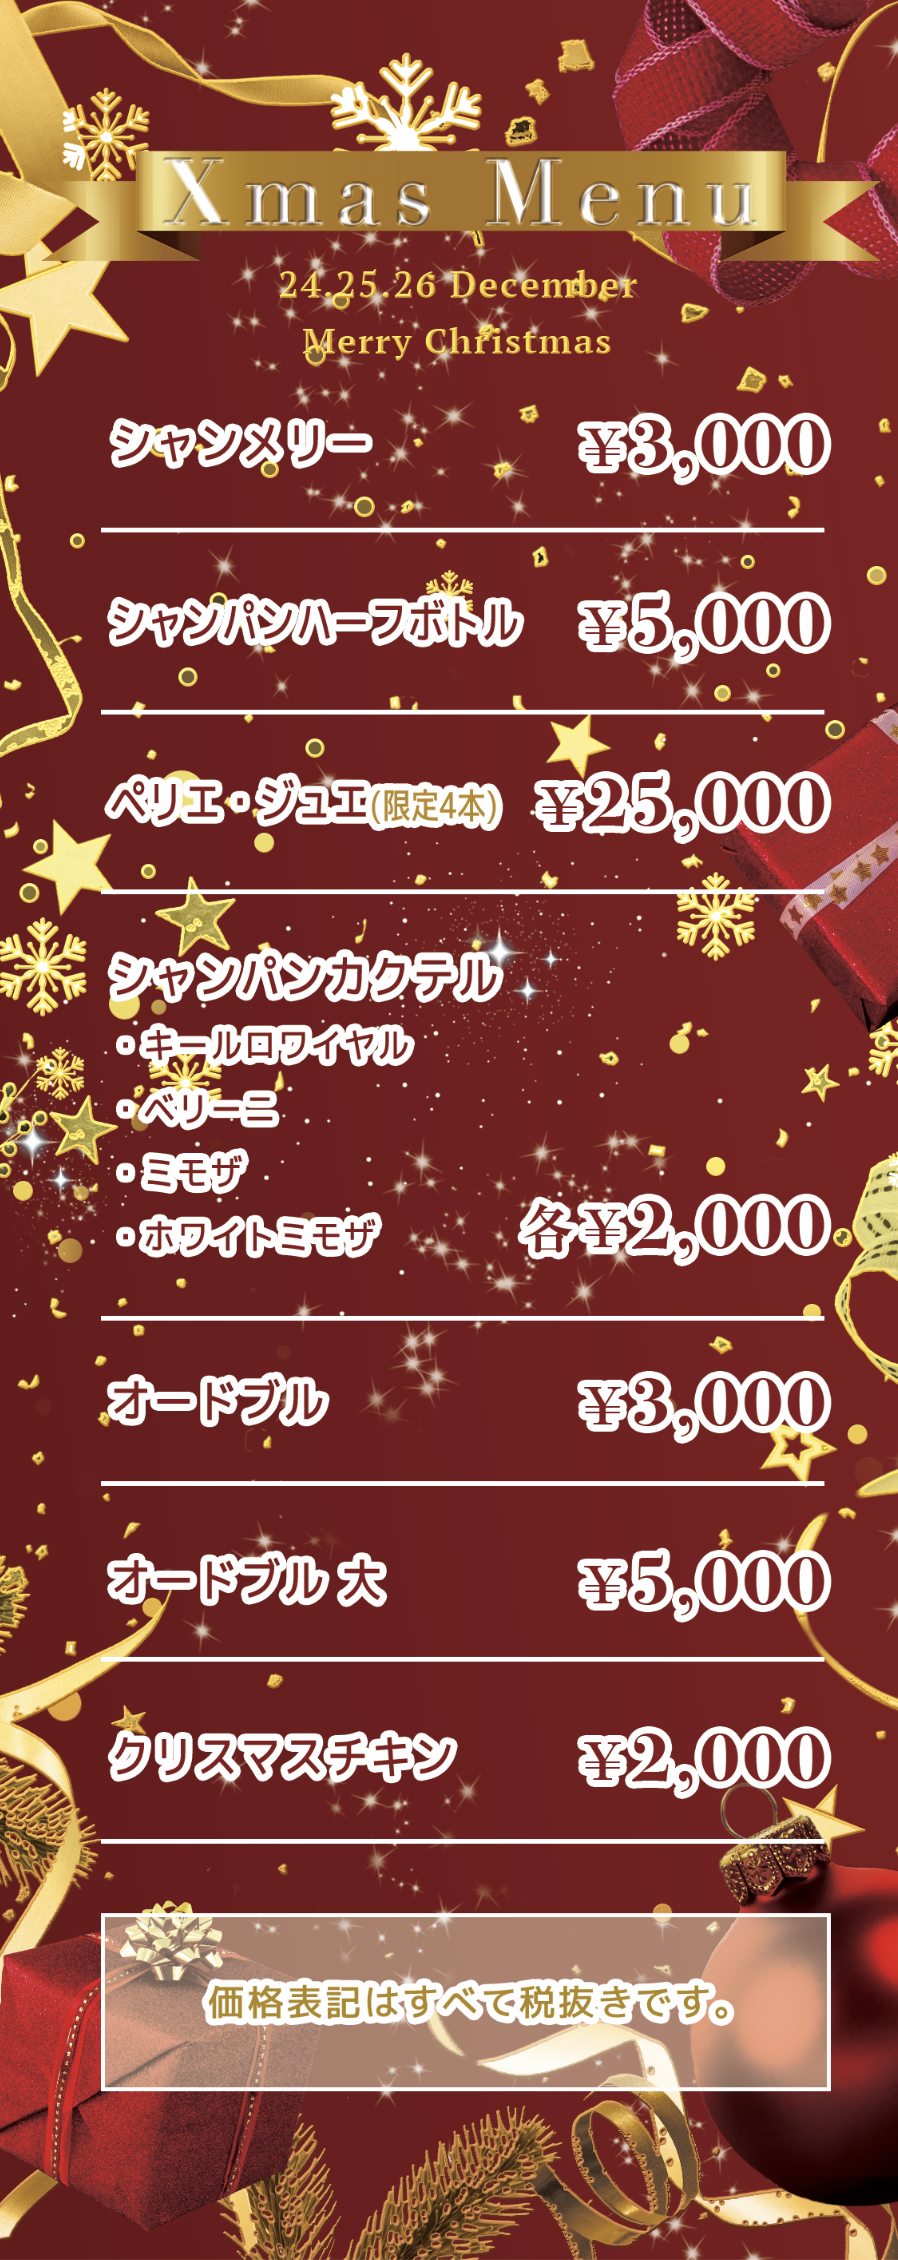 Xmas Menu
24.25.26 December
Merry Christmas
シャンメリー ¥3,000
シャンパンハーフボトル ¥5,000
ペリエ・ジュエ(限定4本) ¥25,000
シャンパンカクテル
・キールロワイヤル
・ベリーニ
・ミモザ
・ホワイトミモザ 各¥2,000
オードブル ¥3,000
オードブル 大 ¥5,000
クリスマスチキン ¥2,000
価格表記はすべて税抜きです。